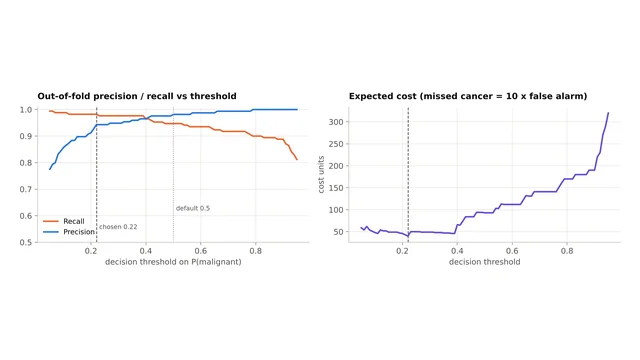 Out-of-fold precision / recall vs threshold
1.0
0.9
0.8
0.7
0.6
0.5
default 0.5
Recall
Precision
chosen 0.22
0.2 0.4 0.6 0.8
decision threshold on P(malignant)
Expected cost (missed cancer = 10 x false alarm)
cost units
300
250
200
150
100
50
0.2 0.4 0.6 0.8
decision threshold